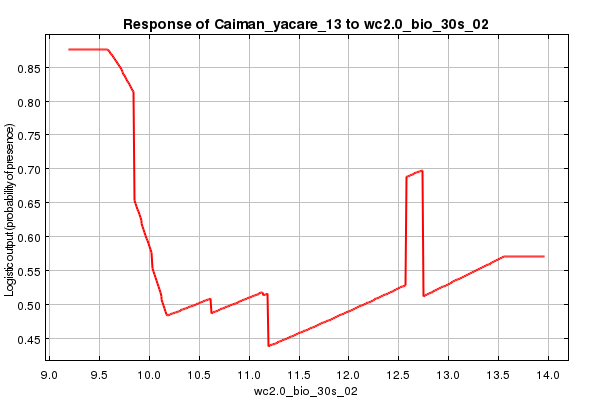 Response of Caiman_yacare_13 to wc2.0_bio_30s_02
Logistic output (probability of presence)
0.85
0.80
0.75
0.70
0.65
0.60
0.55
0.50
0.45
9.0 9.5 10.0 10.5 11.0 11.5 12.0 12.5 13.0 13.5 14.0
wc2.0_bio_30s_02